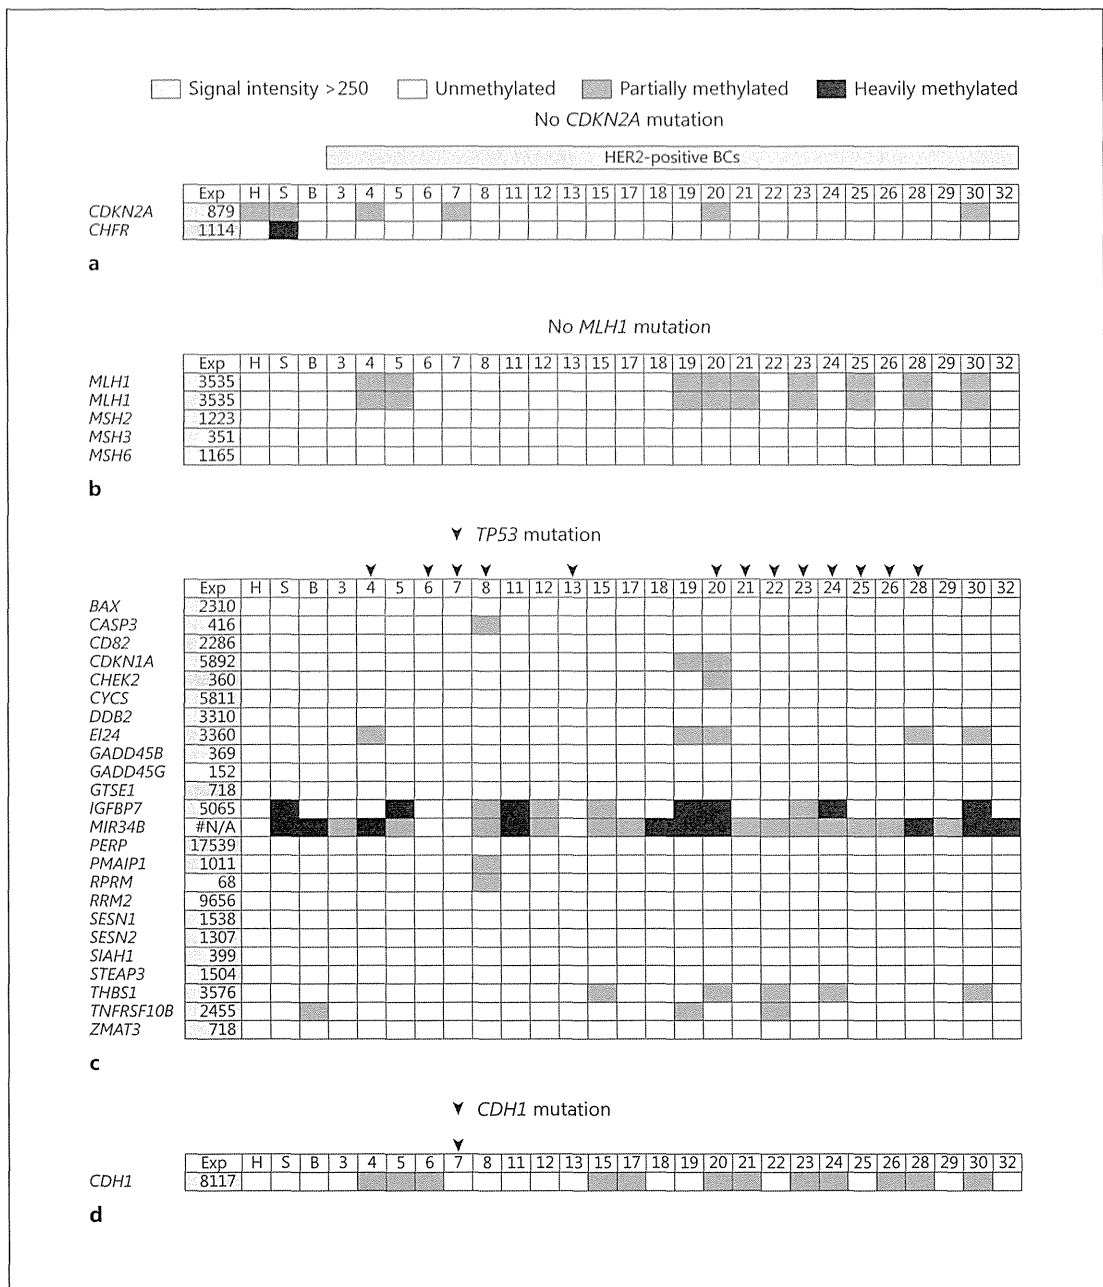 Signal intensity >250 Unmethylated Partially methylated Heavily methylated
No CDKN2A mutation
HER2-positive BCs
Exp H S B 3 4 5 6 7 8 11 12 13 15 17 18 19 20 21 22 23 24 25 26 28 29 30 32
CDKN2A 879
CHFR 1114
a
No MLH1 mutation
Exp H S B 3 4 5 6 7 8 11 12 13 15 17 18 19 20 21 22 23 24 25 26 28 29 30 32
MLH1 3535
MLH1 3535
MSH2 1223
MSH3 351
MSH6 1165
b
TP53 mutation
Exp H S B 3 4 5 6 7 8 11 12 13 15 17 18 19 20 21 22 23 24 25 26 28 29 30 32
BAX 2310
CASP3 416
CD82 2286
CDKN1A 5892
CHEK2 360
CYCS 5811
DDB2 3310
EI24 3360
GADD45B 369
GADD45G 152
GTSE1 718
IGFBP7 5065
MIR34B #N/A
PERP 17539
PMAIP1 1011
RPRM 68
RRM2 9656
SESN1 1538
SESN2 1307
SIAH1 399
STEAP3 1504
THBS1 3576
TNFRSF10B 2455
ZMAT3 718
c
CDH1 mutation
Exp H S B 3 4 5 6 7 8 11 12 13 15 17 18 19 20 21 22 23 24 25 26 28 29 30 32
CDH1 8117
d